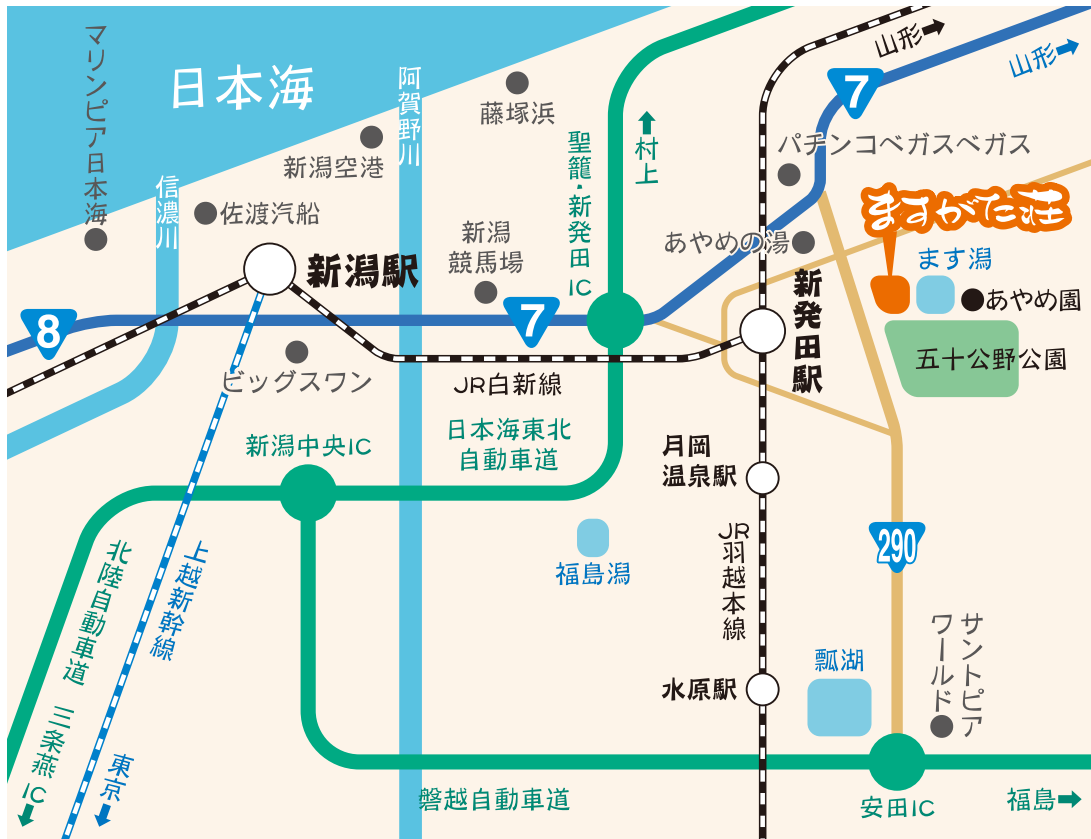 マリンピア日本海
日本海
阿賀野川
藤塚浜
新潟空港
信濃川
佐渡汽船
新潟駅
新潟
競馬場
聖籠・新発田IC
村上
山形
山形
7
パチンコベガスベガス
あやめの湯
ますがた荘
ます潟
あやめ園
五十公野公園
新発田駅
8
7
ビッグスワン
JR白新線
新潟中央IC
日本海東北
自動車道
月岡
温泉駅
福島潟
JR羽越本線
290
北陸自動車道
上越新幹線
三条燕IC
東京
水原駅
瓢湖
サントピア
ワールド
磐越自動車道
安田IC
福島